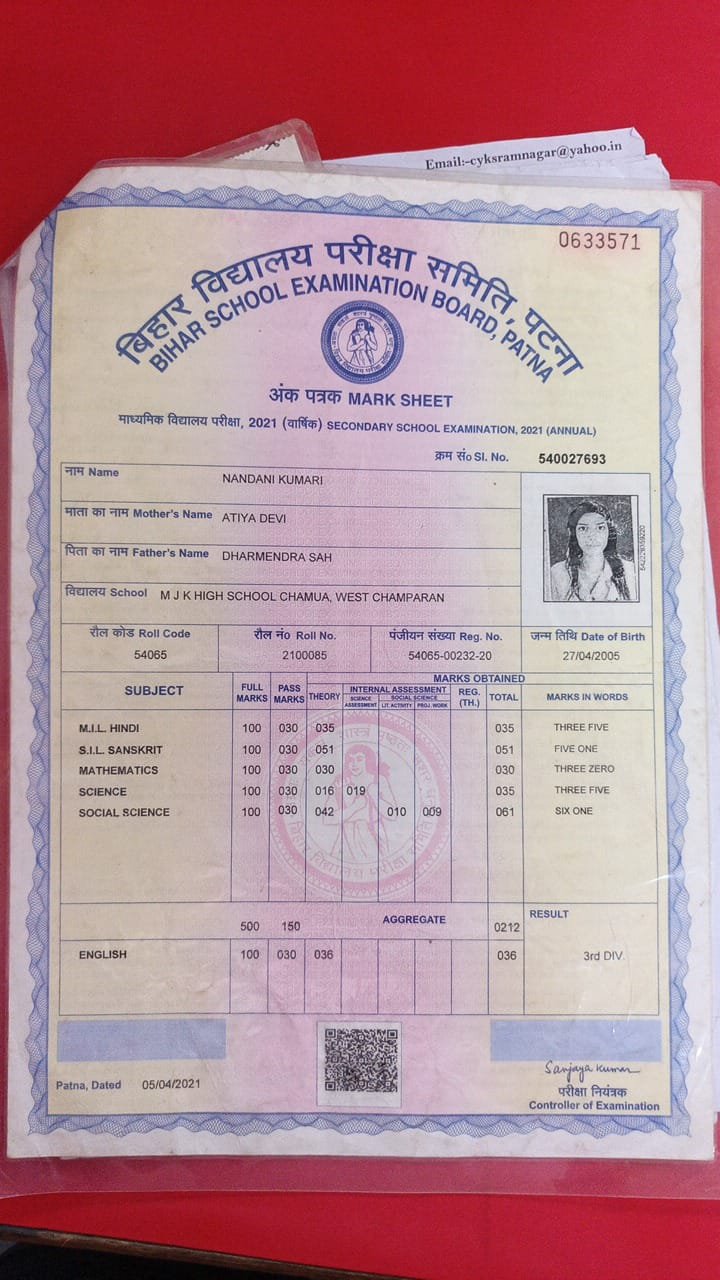 Email:-cyksramnagar@yahoo.in
0633571
बिहार विद्यालय परीक्षा समिति, पटना
BIHAR SCHOOL EXAMINATION BOARD, PATNA
अंक पत्रक MARK SHEET
माध्यमिक विद्यालय परीक्षा, 2021 (वार्षिक) SECONDARY SCHOOL EXAMINATION, 2021 (ANNUAL)
क्रम सं० Sl. No. 540027693
नाम Name NANDANI KUMARI
माता का नाम Mother's Name ATIYA DEVI
पिता का नाम Father's Name DHARMENDRA SAH
विद्यालय School M J K HIGH SCHOOL CHAMUA, WEST CHAMPARAN
रौल कोड Roll Code रौल नं० Roll No. पंजीयन संख्या Reg. No. जन्म तिथि Date of Birth
54065 2100085 54065-00232-20 27/04/2005
SUBJECT FULL MARKS PASS MARKS MARKS OBTAINED
THEORY INTERNAL ASSESSMENT REG. (TH.) TOTAL MARKS IN WORDS
SCIENCE ASSESSMENT SOCIAL SCIENCE LIT. ACTIVITY PROJ. WORK
M.I.L. HINDI 100 030 035 035 THREE FIVE
S.I.L. SANSKRIT 100 030 051 051 FIVE ONE
MATHEMATICS 100 030 030 030 THREE ZERO
SCIENCE 100 030 016 019 035 THREE FIVE
SOCIAL SCIENCE 100 030 042 010 009 061 SIX ONE
500 150 AGGREGATE 0212 RESULT
ENGLISH 100 030 036 036 3rd DIV.
Sanjaya Kumar
Patna, Dated 05/04/2021
परीक्षा नियंत्रक
Controller of Examination